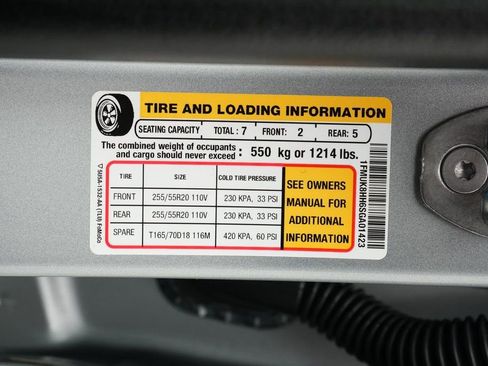 TIRE AND LOADING INFORMATION
SEATING CAPACITY TOTAL : 7 FRONT: 2 REAR: 5
The combined weight of occupants
and cargo should never exceed : 550 kg or 1214 lbs.
TIRE SIZE COLD TIRE PRESSURE
FRONT 255/55R20 110V 230 KPA, 33 PSI
REAR 255/55R20 110V 230 KPA, 33 PSI
SPARE T165/70D18 116M 420 KPA, 60 PSI
SEE OWNERS
MANUAL FOR
ADDITIONAL
INFORMATION